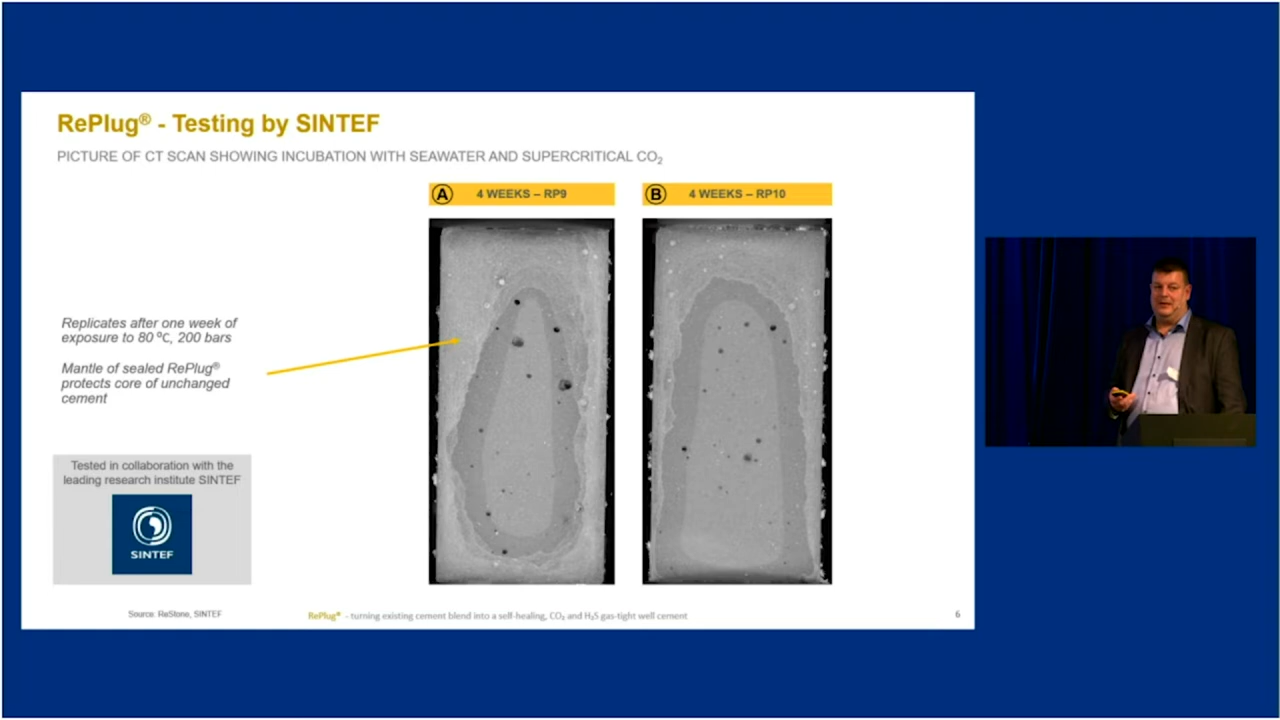 RePlug® - Testing by SINTEF
PICTURE OF CT SCAN SHOWING INCUBATION WITH SEAWATER AND SUPERCRITICAL CO₂
A 4 WEEKS – RP9
B 4 WEEKS – RP10
Replicates after one week of
exposure to 80 ºC, 200 bars
Mantle of sealed RePlug®
protects core of unchanged
cement
Tested in collaboration with the
leading research institute SINTEF
SINTEF
Source: ReStone, SINTEF
RePlug® - turning existing cement blend into a self-healing, CO₂ and H₂S gas-tight well cement
6